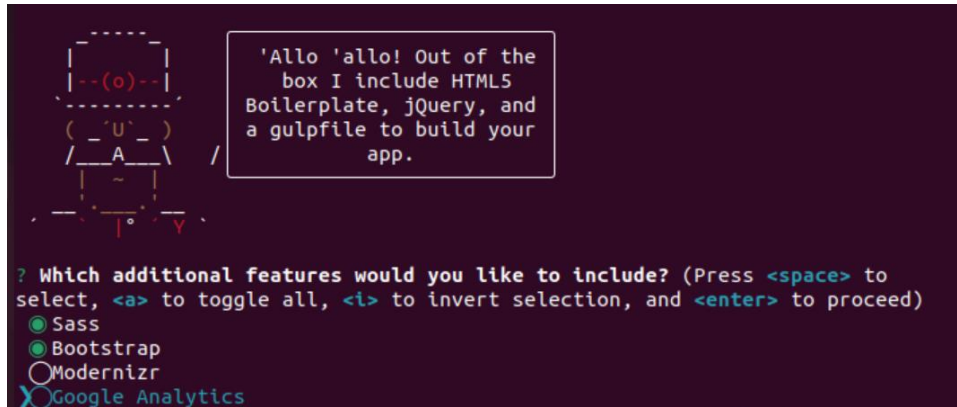 'Allo 'allo! Out of the
box I include HTML5
Boilerplate, jQuery, and
a gulpfile to build your
app.
? Which additional features would you like to include? (Press <space> to
select, <a> to toggle all, <i> to invert selection, and <enter> to proceed)
◉ Sass
◉ Bootstrap
◯Modernizr
❯◯Google Analytics